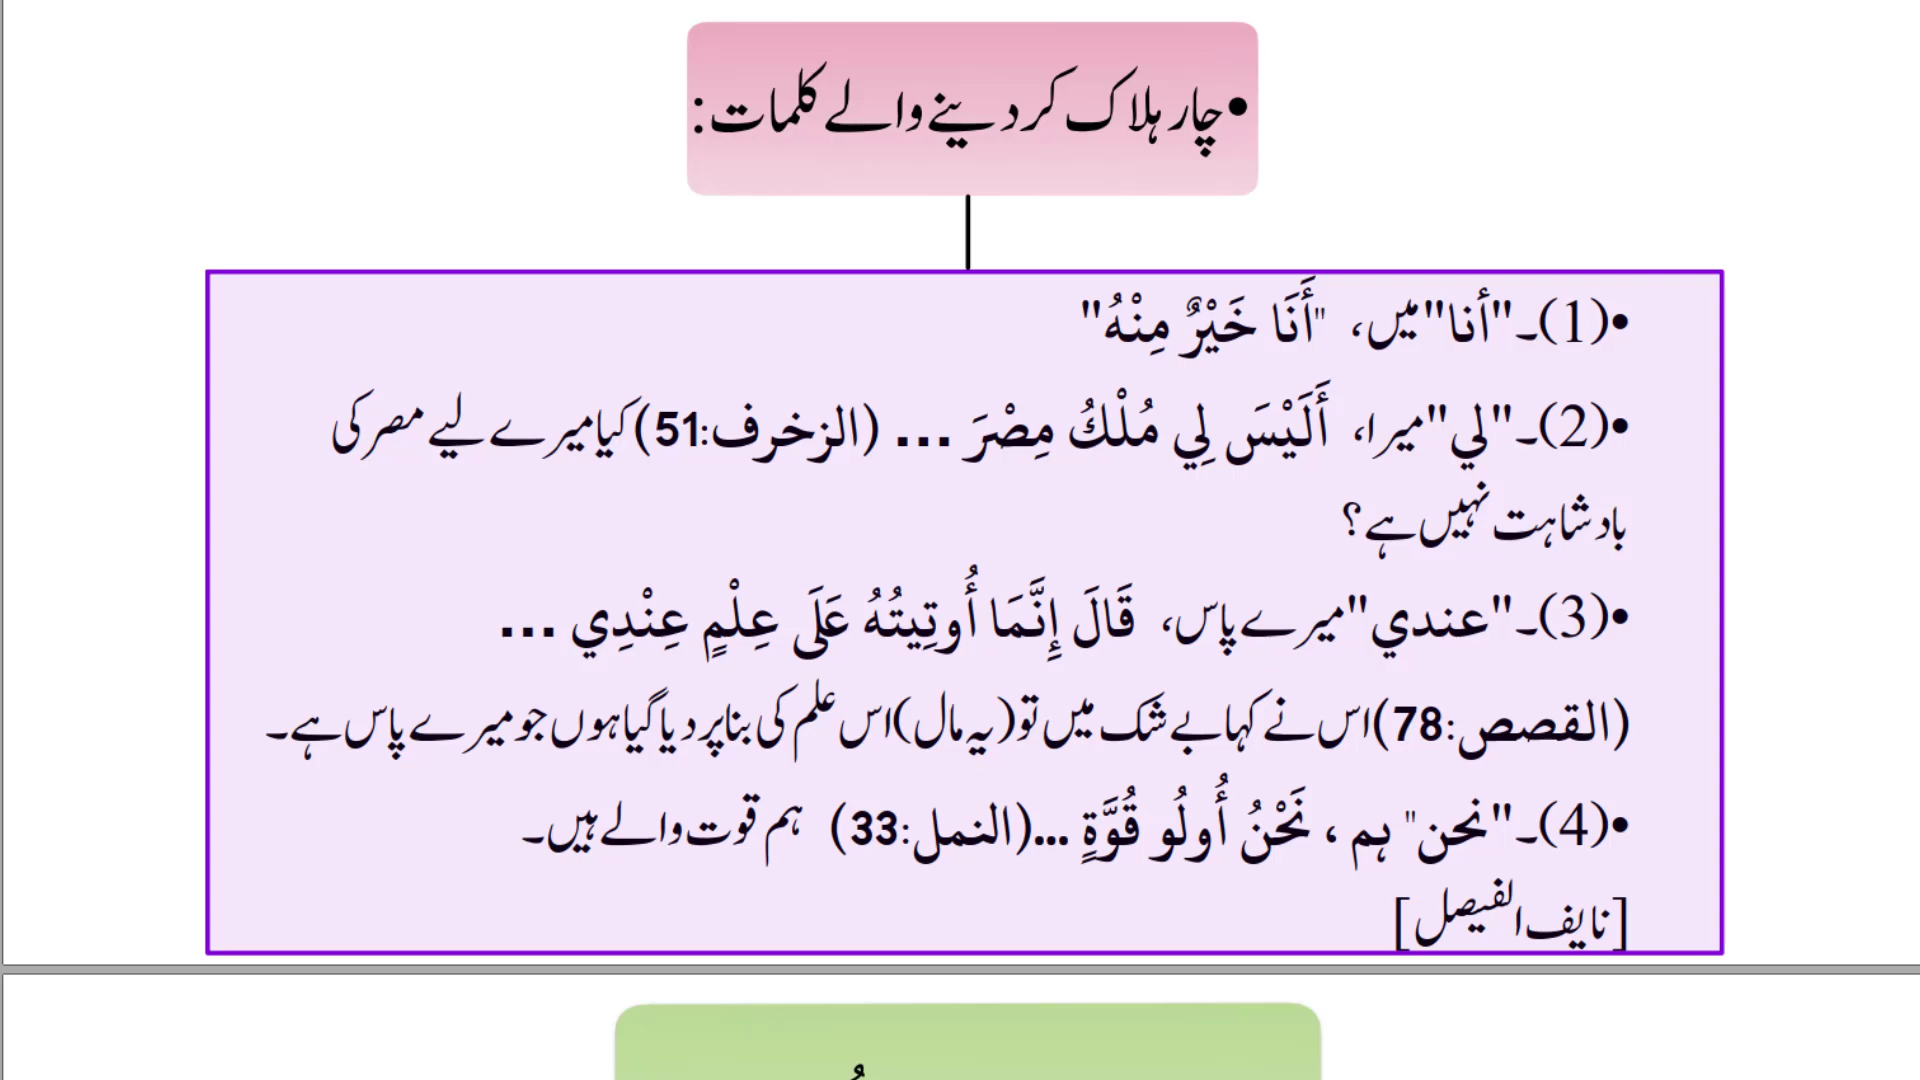 •چار ہلاک کر دینے والے کلمات:
•(1)۔"أنا"میں، "أَنَا خَيْرٌ مِنْهُ"
•(2)۔"لي"میرا، أَلَيْسَ لِي مُلْكُ مِصْرَ ... (الزخرف:51)کیا میرے لیے مصر کی
بادشاہت نہیں ہے؟
•(3)۔"عندي"میرے پاس، قَالَ إِنَّمَا أُوتِيتُهُ عَلَى عِلْمٍ عِنْدِي ...
(القصص:78)اس نے کہا بے شک میں تو (یہ مال) اس علم کی بنا پر دیا گیا ہوں جو میرے پاس ہے۔
•(4)۔"نحن" ہم ، نَحْنُ أُولُو قُوَّةٍ ...(النمل:33) ہم قوت والے ہیں۔
[نایف الفیصل]